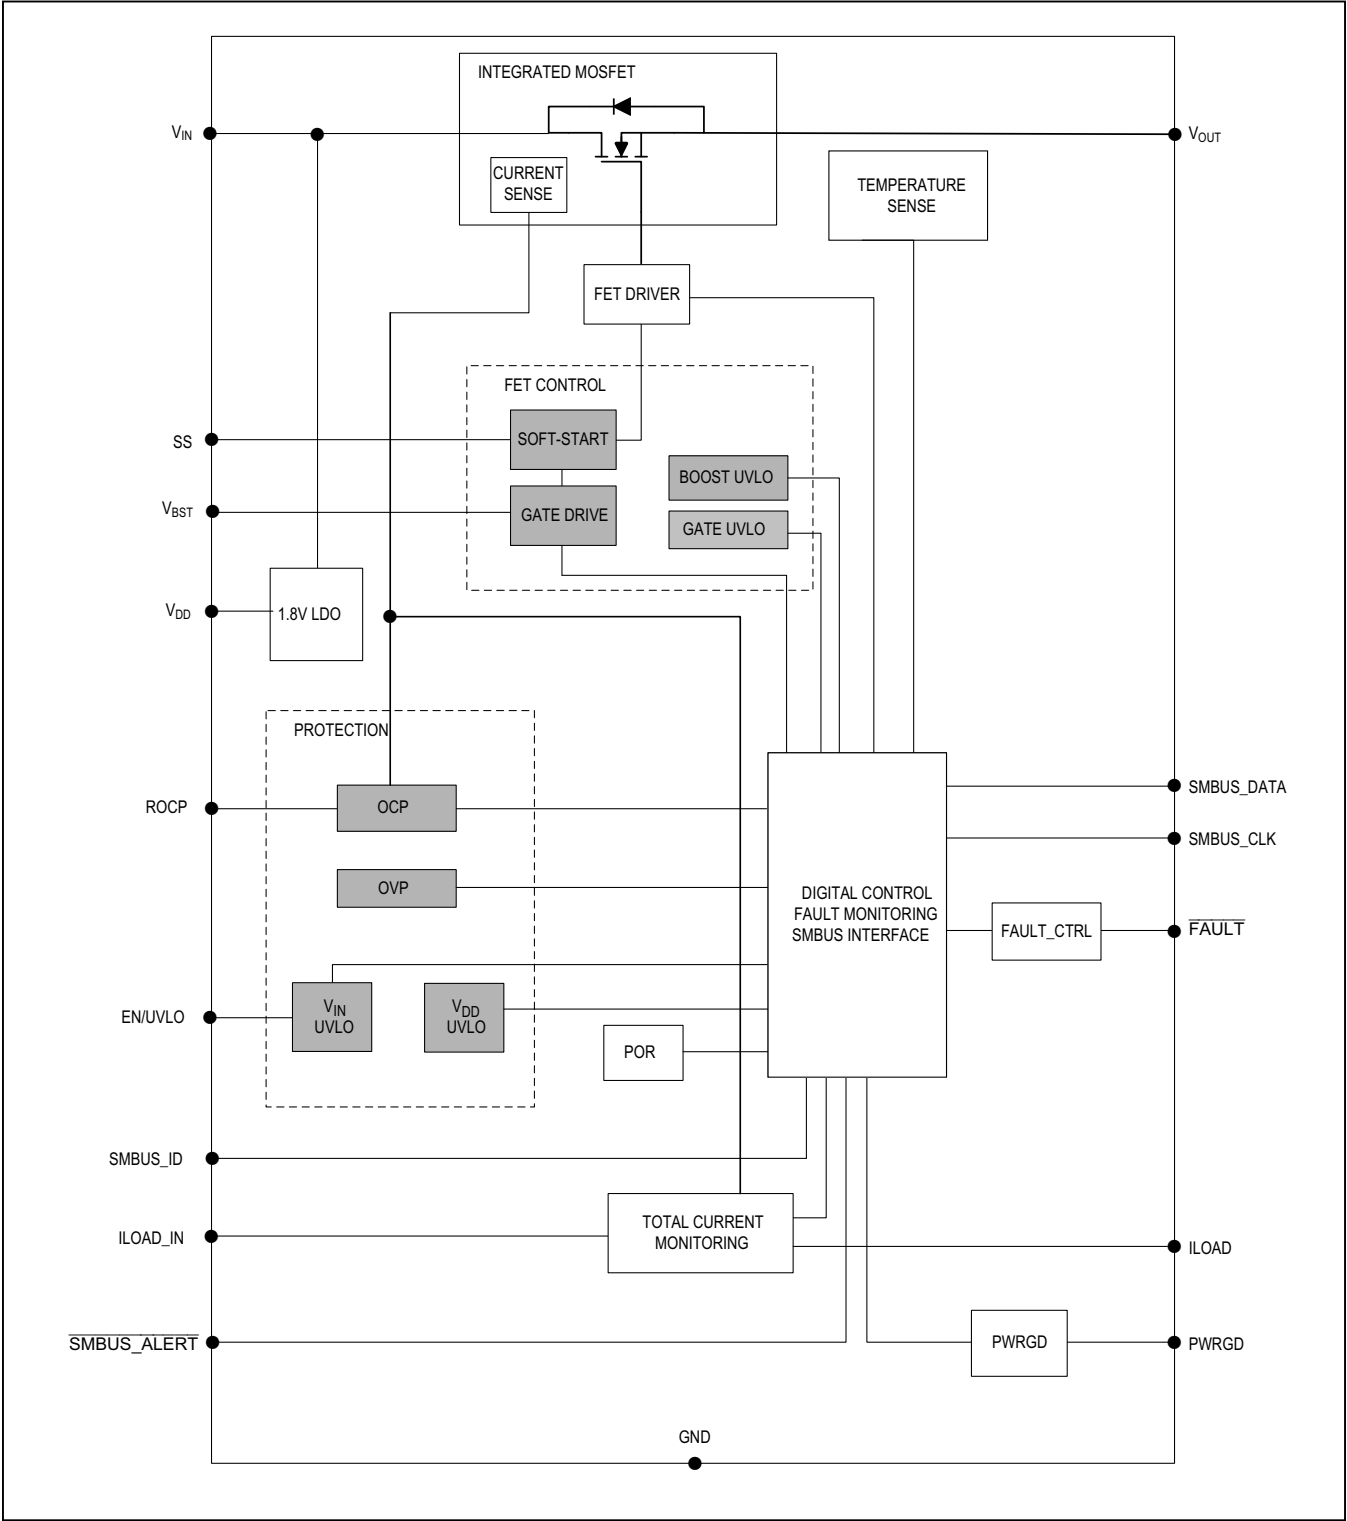 INTEGRATED MOSFET
VIN
VOUT
CURRENT
SENSE
TEMPERATURE
SENSE
FET DRIVER
FET CONTROL
SS
SOFT-START
BOOST UVLO
VBST
GATE DRIVE
GATE UVLO
VDD
1.8V LDO
PROTECTION
ROCP
OCP
SMBUS_DATA
SMBUS_CLK
OVP
DIGITAL CONTROL
FAULT MONITORING
SMBUS INTERFACE
FAULT_CTRL
FAULT
EN/UVLO
VIN
UVLO
VDD
UVLO
POR
SMBUS_ID
TOTAL CURRENT
MONITORING
ILOAD_IN
ILOAD
SMBUS_ALERT
PWRGD
PWRGD
GND